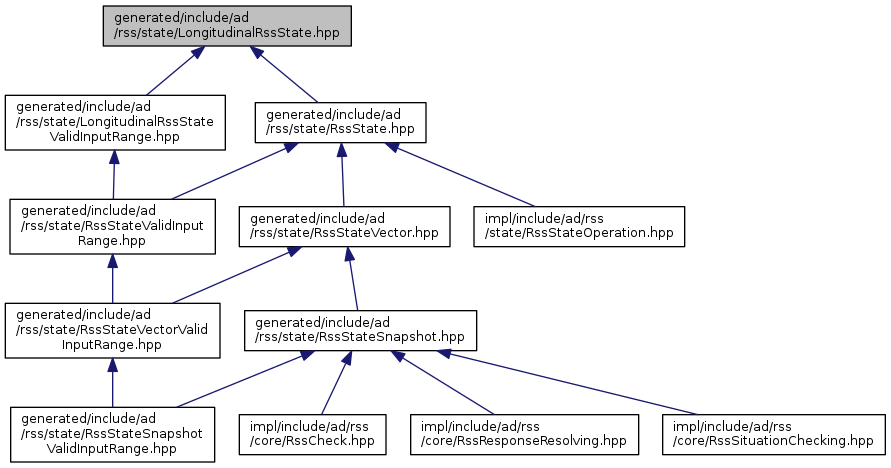 generated/include/ad
/rss/state/LongitudinalRssState.hpp
generated/include/ad
/rss/state/LongitudinalRssState
ValidInputRange.hpp
generated/include/ad
/rss/state/RssState.hpp
generated/include/ad
/rss/state/RssStateValidInput
Range.hpp
generated/include/ad
/rss/state/RssStateVector.hpp
impl/include/ad/rss
/state/RssStateOperation.hpp
generated/include/ad
/rss/state/RssStateVectorValid
InputRange.hpp
generated/include/ad
/rss/state/RssStateSnapshot.hpp
generated/include/ad
/rss/state/RssStateSnapshot
ValidInputRange.hpp
impl/include/ad/rss
/core/RssCheck.hpp
impl/include/ad/rss
/core/RssResponseResolving.hpp
impl/include/ad/rss
/core/RssSituationChecking.hpp